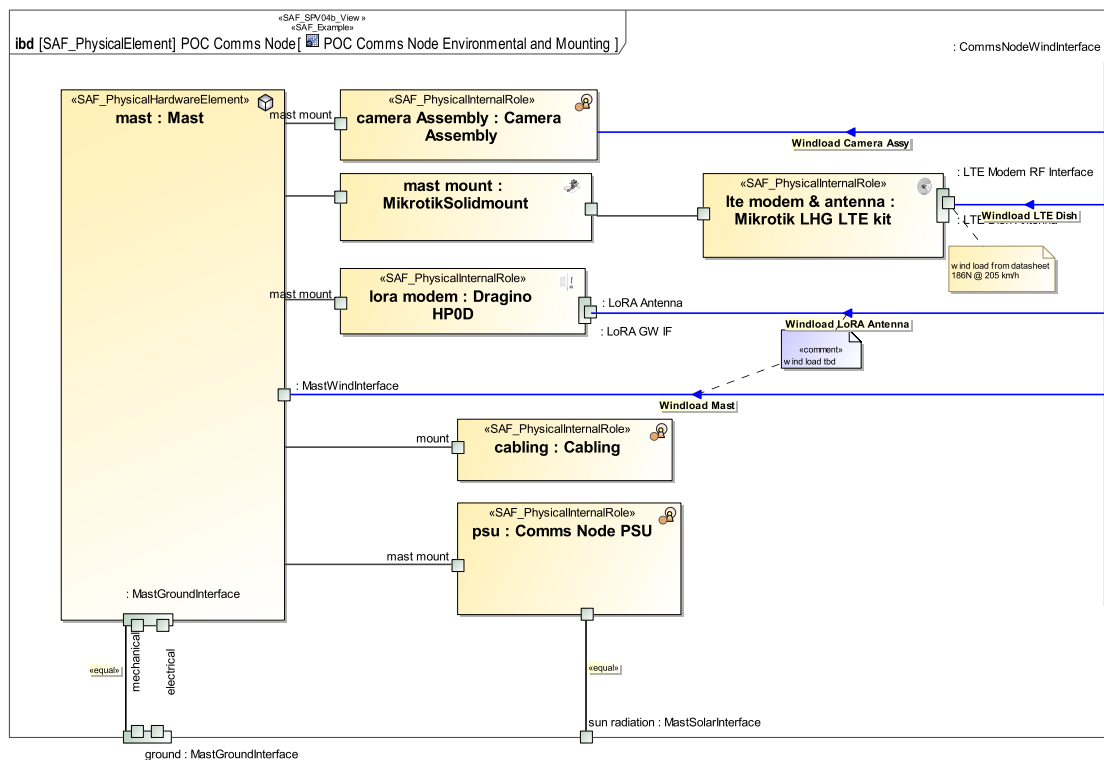 «SAF_SPV04b_View »
«SAF_Example»
ibd [SAF_PhysicalElement] POC Comms Node[ POC Comms Node Environmental and Mounting ]
: CommsNodeWindInterface
«SAF_PhysicalHardwareElement»
mast : Mast
mast mount
«SAF_PhysicalInternalRole»
camera Assembly : Camera
Assembly
Windload Camera Assy
mast mount :
MikrotikSolidmount
«SAF_PhysicalInternalRole»
lte modem & antenna :
Mikrotik LHG LTE kit
: LTE Modem RF Interface
Windload LTE Dish
wind load from datasheet
186N @ 205 km/h
mast mount
«SAF_PhysicalInternalRole»
lora modem : Dragino
HP0D
: LoRA Antenna
: LoRA GW IF
Windload LoRA Antenna
«comment»
wind load tbd
: MastWindInterface
Windload Mast
mount
«SAF_PhysicalInternalRole»
cabling : Cabling
mast mount
«SAF_PhysicalInternalRole»
psu : Comms Node PSU
: MastGroundInterface
mechanical
electrical
«equal»
«equal»
sun radiation : MastSolarInterface
ground : MastGroundInterface